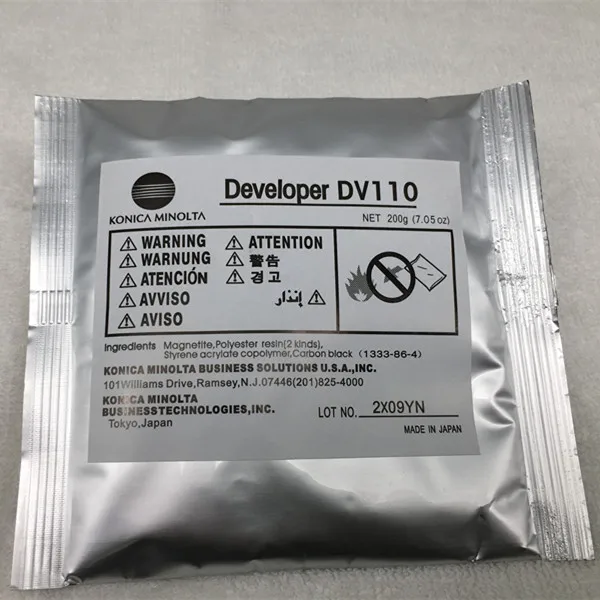 KONICA MINOLTA
Developer DV110
NET 200g (7.05 oz)
WARNING
WARNUNG
ATENCIÓN
AVVISO
AVISO
ATTENTION
警告
경고
إنذار
Ingredients Magnetite,Polyester resin(2 kinds),
Styrene acrylate copolymer,Carbon black (1333-86-4)
KONICA MINOLTA BUSINESS SOLUTIONS U.S.A.,INC.
101Williams Drive,Ramsey,N.J.07446(201)825-4000
KONICA MINOLTA
BUSINESSTECHNOLOGIES,INC.
Tokyo,Japan
LOT NO. 2X09YN
MADE IN JAPAN